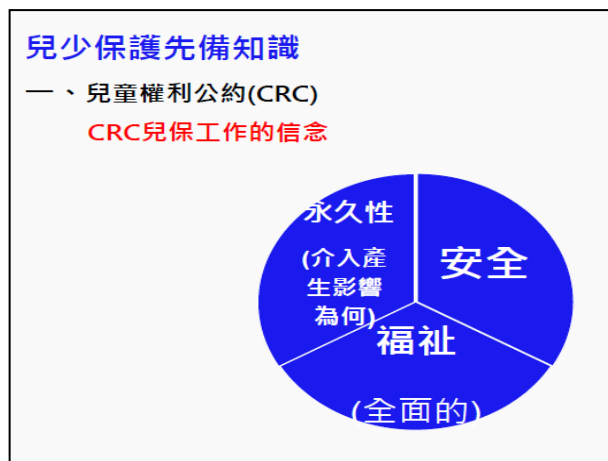 兒少保護先備知識
一、兒童權利公約(CRC)
CRC兒保工作的信念
永久性
(介入產
生影響
為何)
安全
福祉
(全面的)